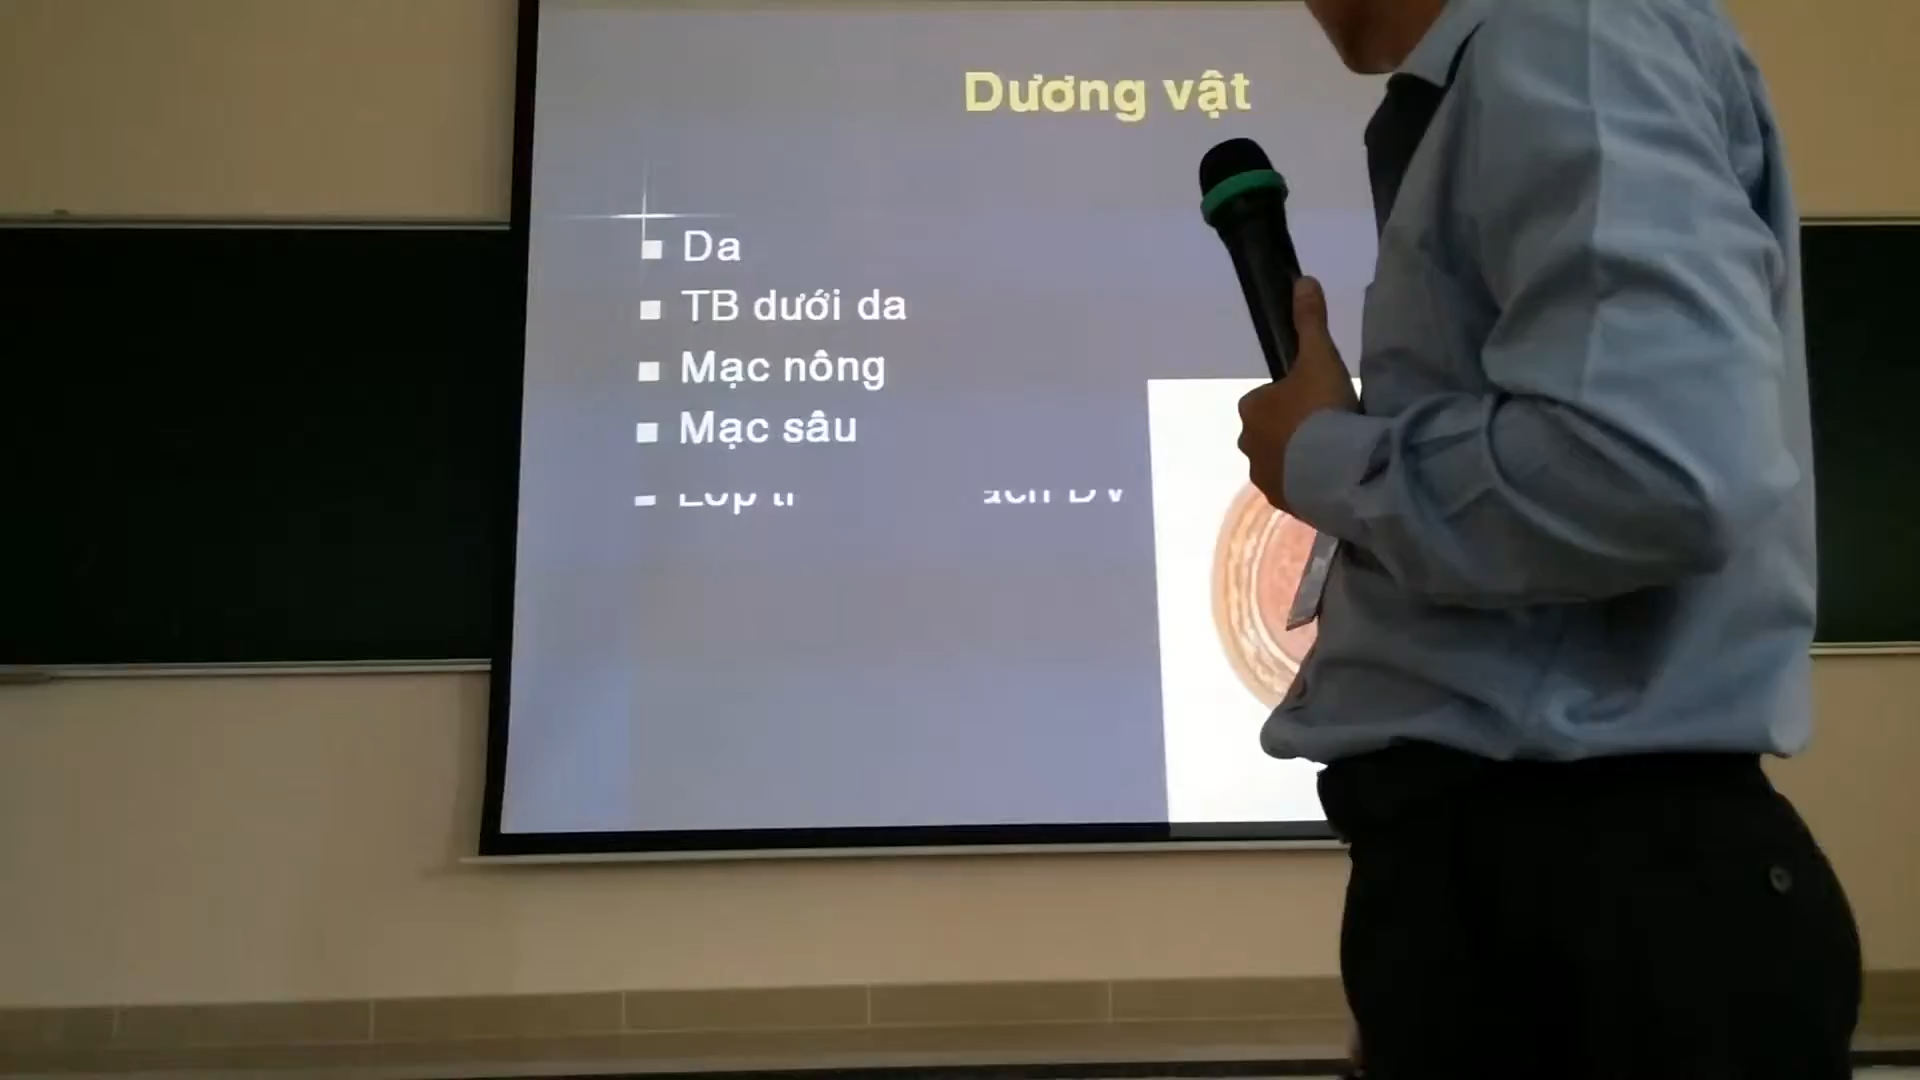 Dương vật
Da
TB dưới da
Mạc nông
Mạc sâu